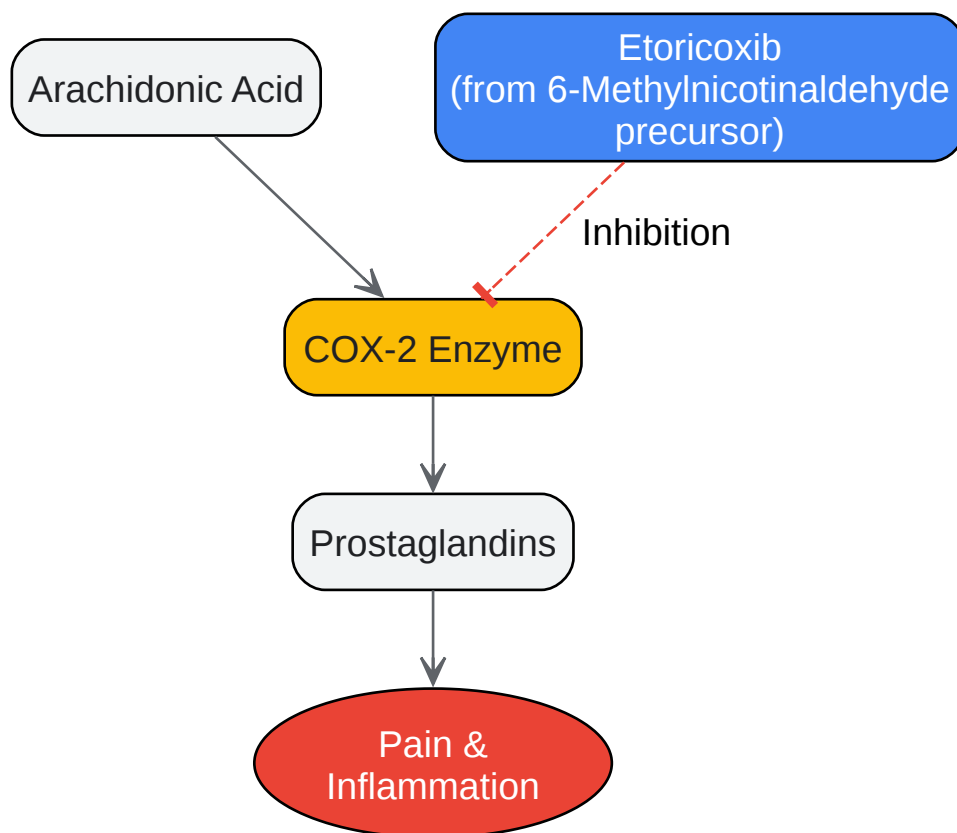 Arachidonic Acid
Etoricoxib
(from 6-Methylnicotinaldehyde
precursor)
Inhibition
COX-2 Enzyme
Prostaglandins
Pain &
Inflammation